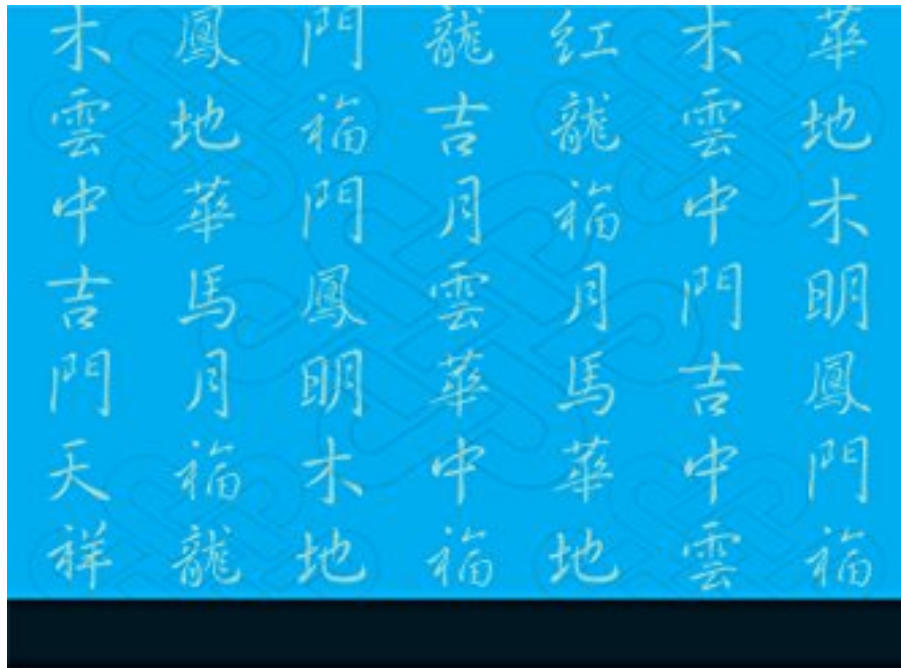 木鳳門龍紅木華
雲地福吉龍雲地
中華門月福中木
吉馬鳳雲月門明
門月明華馬吉鳳
天福木中華中門
祥龍地福地雲福